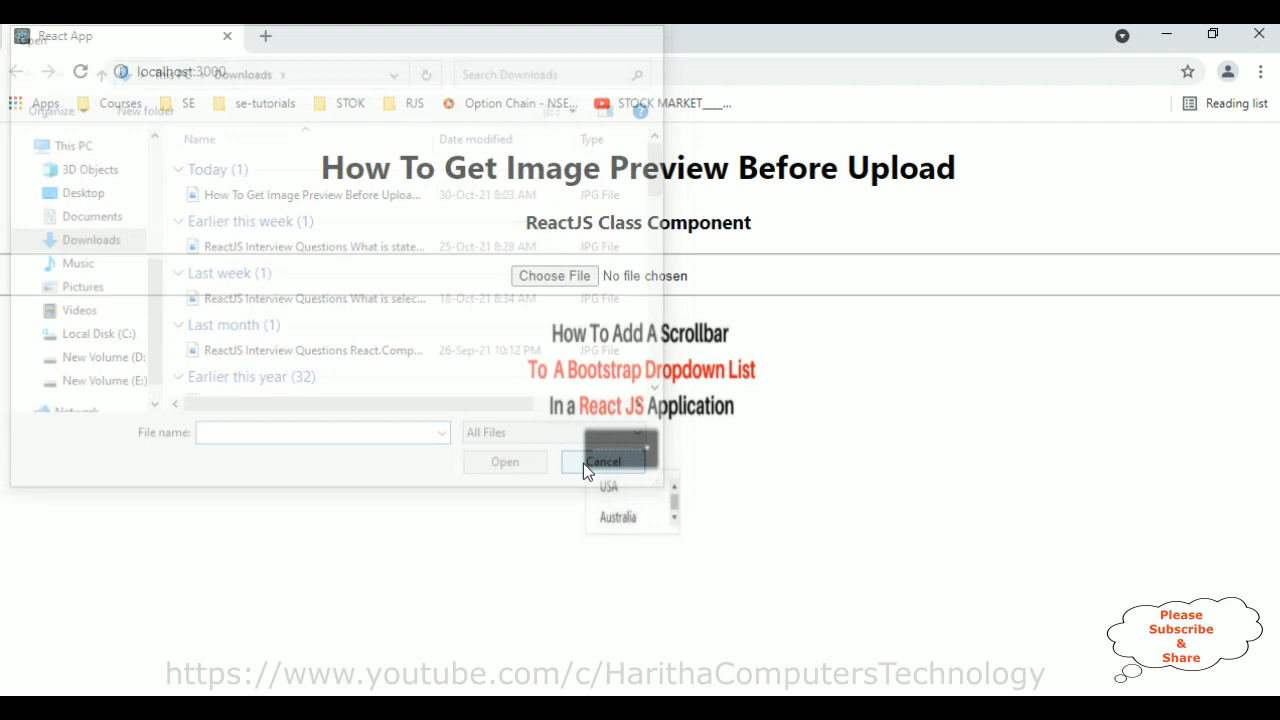 React App
Open
localhost:3000
This PC
Downloads
Search Downloads
Apps
Courses
SE
se-tutorials
STOK
RJS
Option Chain - NSE...
STOCK MARKET____...
Reading list
Organize
New folder
Name
Date modified
Type
This PC
3D Objects
Desktop
Documents
Downloads
Music
Pictures
Videos
Local Disk (C:)
New Volume (D:
New Volume (E:)
Network
Today (1)
How To Get Image Preview Before Uploa...
30-Oct-21 8:03 AM
JPG File
Earlier this week (1)
ReactJS Interview Questions What is state...
25-Oct-21 8:28 AM
JPG File
Last week (1)
ReactJS Interview Questions What is selec...
18-Oct-21 8:34 AM
JPG File
Last month (1)
ReactJS Interview Questions React.Comp...
26-Sep-21 10:12 PM
JPG File
Earlier this year (32)
File name:
All Files
Open
Cancel
How To Get Image Preview Before Upload
ReactJS Class Component
Choose File No file chosen
How To Add A Scrollbar
To A Bootstrap Dropdown List
In a React JS Application
USA
Australia
Please
Subscribe
&
Share
https://www.youtube.com/c/HarithaComputersTechnology